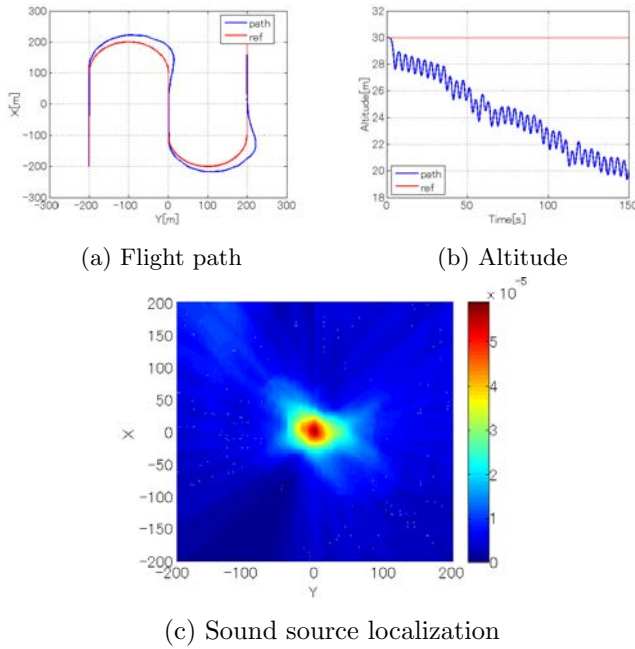 300
200
100
0
-100
-200
-300
-300 -200 -100 0 100 200 300
X[m]
Y[m]
path
ref
(a) Flight path
30
28
26
24
22
20
18
0 50 100 150
Altitude[m]
Time[s]
path
ref
(b) Altitude
200
150
100
50
0
-50
-100
-150
-200
-200 -100 0 100 200
X
Y
x 10^-5
5
4
3
2
1
0
(c) Sound source localization